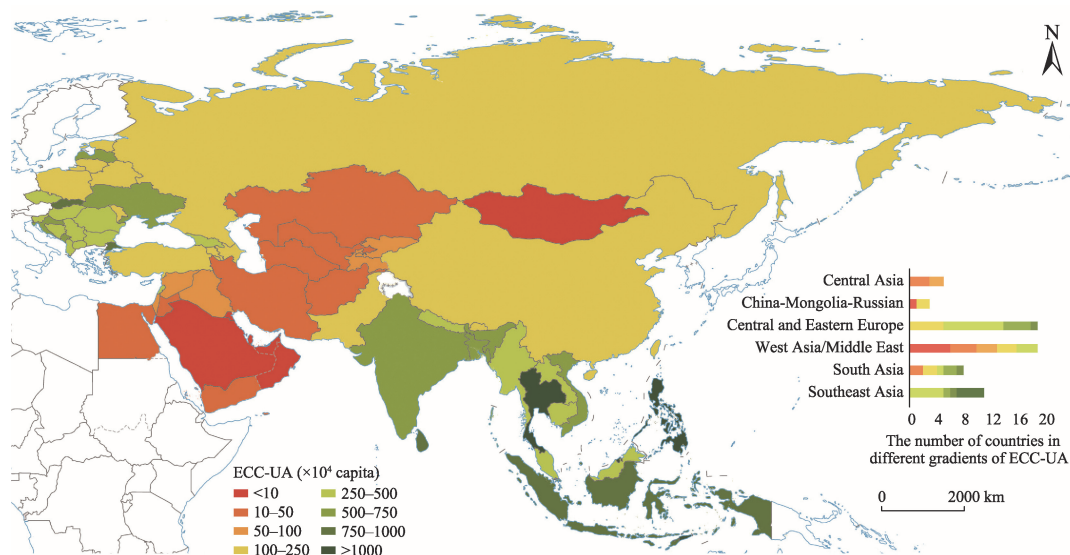 N
Central Asia
China-Mongolia-Russian
Central and Eastern Europe
West Asia/Middle East
South Asia
Southeast Asia
0 4 8 12 16 20
The number of countries in
different gradients of ECC-UA
0 2000 km
ECC-UA (×10⁴ capita)
<10 250–500
10–50 500–750
50–100 750–1000
100–250 >1000